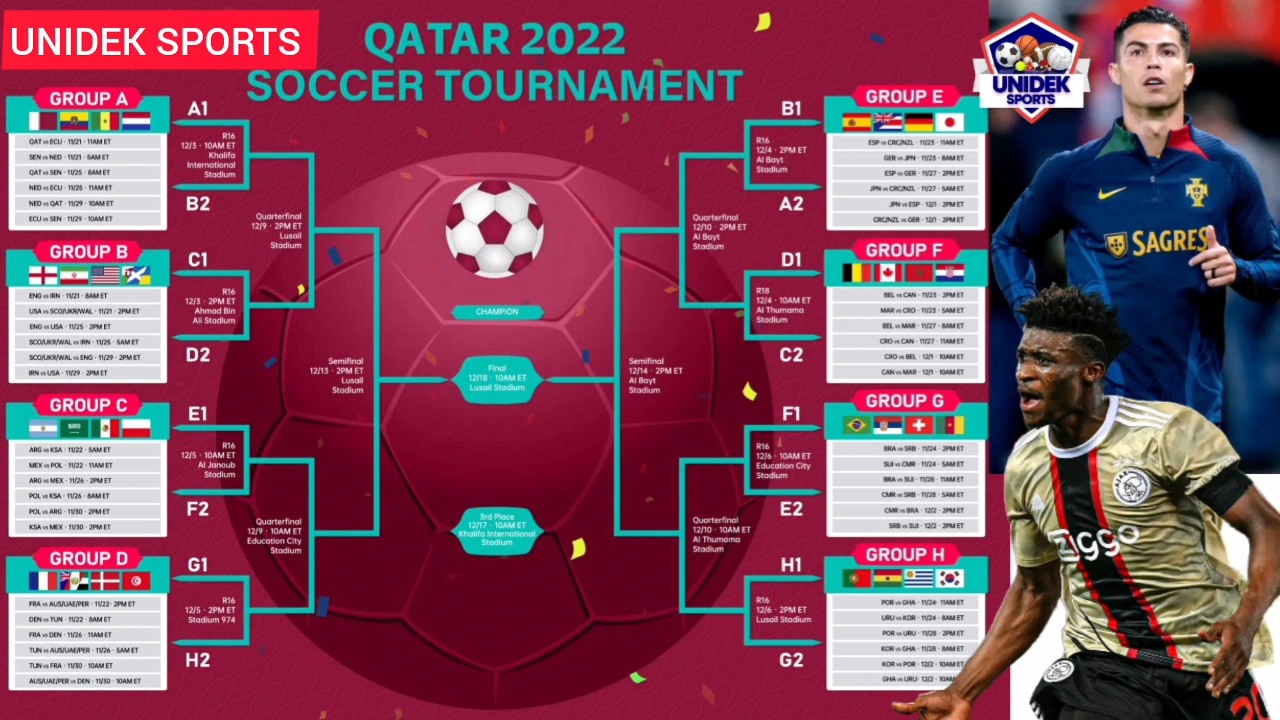 UNIDEK SPORTS
QATAR 2022
SOCCER TOURNAMENT
GROUP A
QAT vs ECU · 11/21 · 11AM ET
SEN vs NED · 11/21 · 5AM ET
QAT vs SEN · 11/25 · 8AM ET
NED vs ECU · 11/25 · 11AM ET
NED vs QAT · 11/29 · 10AM ET
ECU vs SEN · 11/29 · 10AM ET
GROUP B
ENG vs IRN · 11/21 · 8AM ET
USA vs SCO/UKR/WAL · 11/21 · 2PM ET
ENG vs USA · 11/25 · 2PM ET
SCO/UKR/WAL vs IRN · 11/25 · 5AM ET
SCO/UKR/WAL vs ENG · 11/29 · 2PM ET
IRN vs USA · 11/29 · 2PM ET
GROUP C
ARG vs KSA · 11/22 · 5AM ET
MEX vs POL · 11/22 · 11AM ET
ARG vs MEX · 11/26 · 2PM ET
POL vs KSA · 11/26 · 8AM ET
POL vs ARG · 11/30 · 2PM ET
KSA vs MEX · 11/30 · 2PM ET
GROUP D
FRA vs AUS/UAE/PER · 11/22 · 2PM ET
DEN vs TUN · 11/22 · 8AM ET
FRA vs DEN · 11/26 · 11AM ET
TUN vs AUS/UAE/PER · 11/26 · 5AM ET
TUN vs FRA · 11/30 · 10AM ET
AUS/UAE/PER vs DEN · 11/30 · 10AM ET
A1
R16
12/3 · 10AM ET
Khalifa
International
Stadium
B2
Quarterfinal
12/9 · 2PM ET
Lusail
Stadium
C1
R16
12/3 · 2PM ET
Ahmad Bin
Ali Stadium
D2
Semifinal
12/13 · 2PM ET
Lusail
Stadium
E1
R16
12/5 · 10AM ET
Al Janoub
Stadium
F2
Quarterfinal
12/9 · 10AM ET
Education City
Stadium
G1
R16
12/5 · 2PM ET
Stadium 974
H2
CHAMPION
Final
12/18 · 10AM ET
Lusail Stadium
3rd Place
12/17 · 10AM ET
Khalifa International
Stadium
B1
R16
12/4 · 2PM ET
Al Bayt
Stadium
A2
Quarterfinal
12/10 · 2PM ET
Al Bayt
Stadium
D1
R18
12/4 · 10AM ET
Al Thumama
Stadium
C2
Semifinal
12/14 · 2PM ET
Al Bayt
Stadium
F1
R16
12/6 · 10AM ET
Education City
Stadium
E2
Quarterfinal
12/10 · 10AM ET
Al Thumama
Stadium
H1
R16
12/6 · 2PM ET
Lusail Stadium
G2
GROUP E
ESP vs CRC/NZL · 11/23 · 11AM ET
GER vs JPN · 11/23 · 8AM ET
ESP vs GER · 11/27 · 2PM ET
JPN vs CRC/NZL · 11/27 · 5AM ET
JPN vs ESP · 12/1 · 2PM ET
CRC/NZL vs GER · 12/1 · 2PM ET
GROUP F
BEL vs CAN · 11/23 · 2PM ET
MAR vs CRO · 11/23 · 5AM ET
BEL vs MAR · 11/27 · 8AM ET
CRO vs CAN · 11/27 · 11AM ET
CRO vs BEL · 12/1 · 10AM ET
CAN vs MAR · 12/1 · 10AM ET
GROUP G
BRA vs SRB · 11/24 · 2PM ET
SUI vs CMR · 11/24 · 5AM ET
BRA vs SUI · 11/28 · 11AM ET
CMR vs SRB · 11/28 · 5AM ET
CMR vs BRA · 12/2 · 2PM ET
SRB vs SUI · 12/2 · 2PM ET
GROUP H
POR vs GHA · 11/24 · 11AM ET
URU vs KOR · 11/24 · 8AM ET
POR vs URU · 11/28 · 2PM ET
KOR vs GHA · 11/28 · 8AM ET
KOR vs POR · 12/2 · 10AM ET
GHA vs URU · 12/2 · 10AM
UNIDEK
SPORTS
SAGRES
Ziggo
AJAX